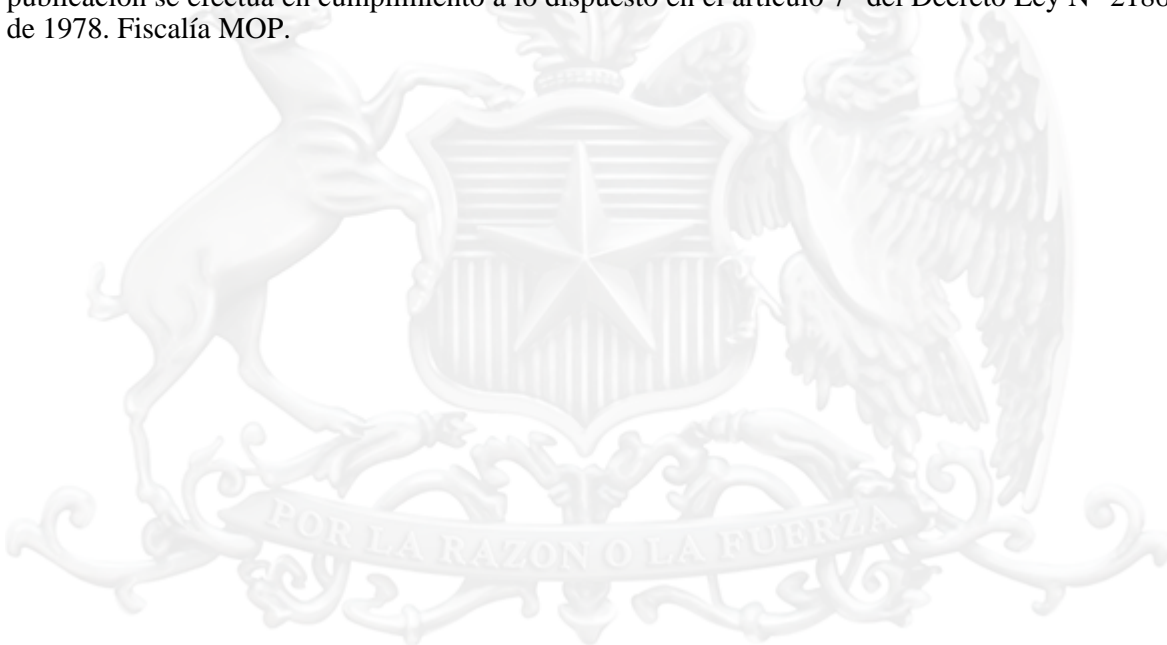 publicación se efectúa en cumplimiento a lo dispuesto en el artículo 7° del Decreto Ley N° 2186
de 1978. Fiscalía MOP.
POR LA RAZON O LA FUERZA